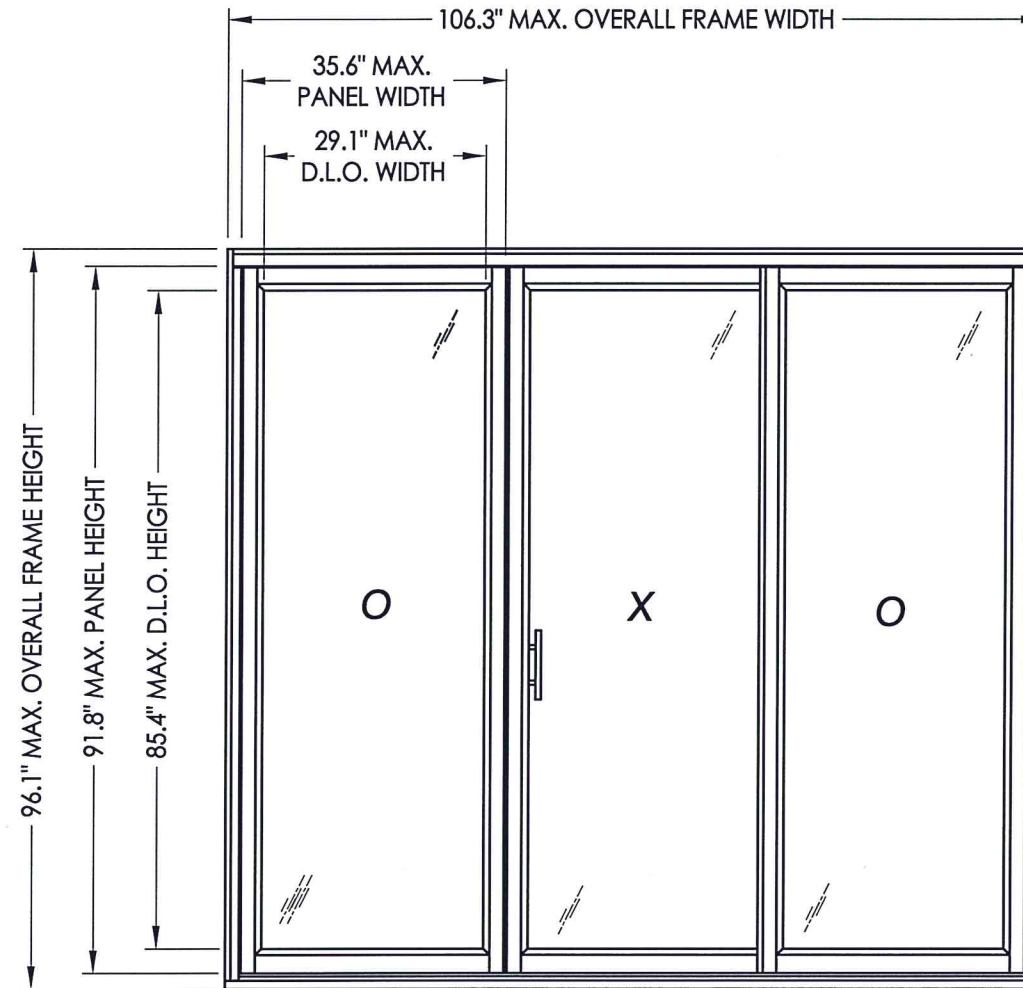 106.3" MAX. OVERALL FRAME WIDTH
35.6" MAX.
PANEL WIDTH
29.1" MAX.
D.L.O. WIDTH
96.1" MAX. OVERALL FRAME HEIGHT
91.8" MAX. PANEL HEIGHT
85.4" MAX. D.L.O. HEIGHT
O
X
O